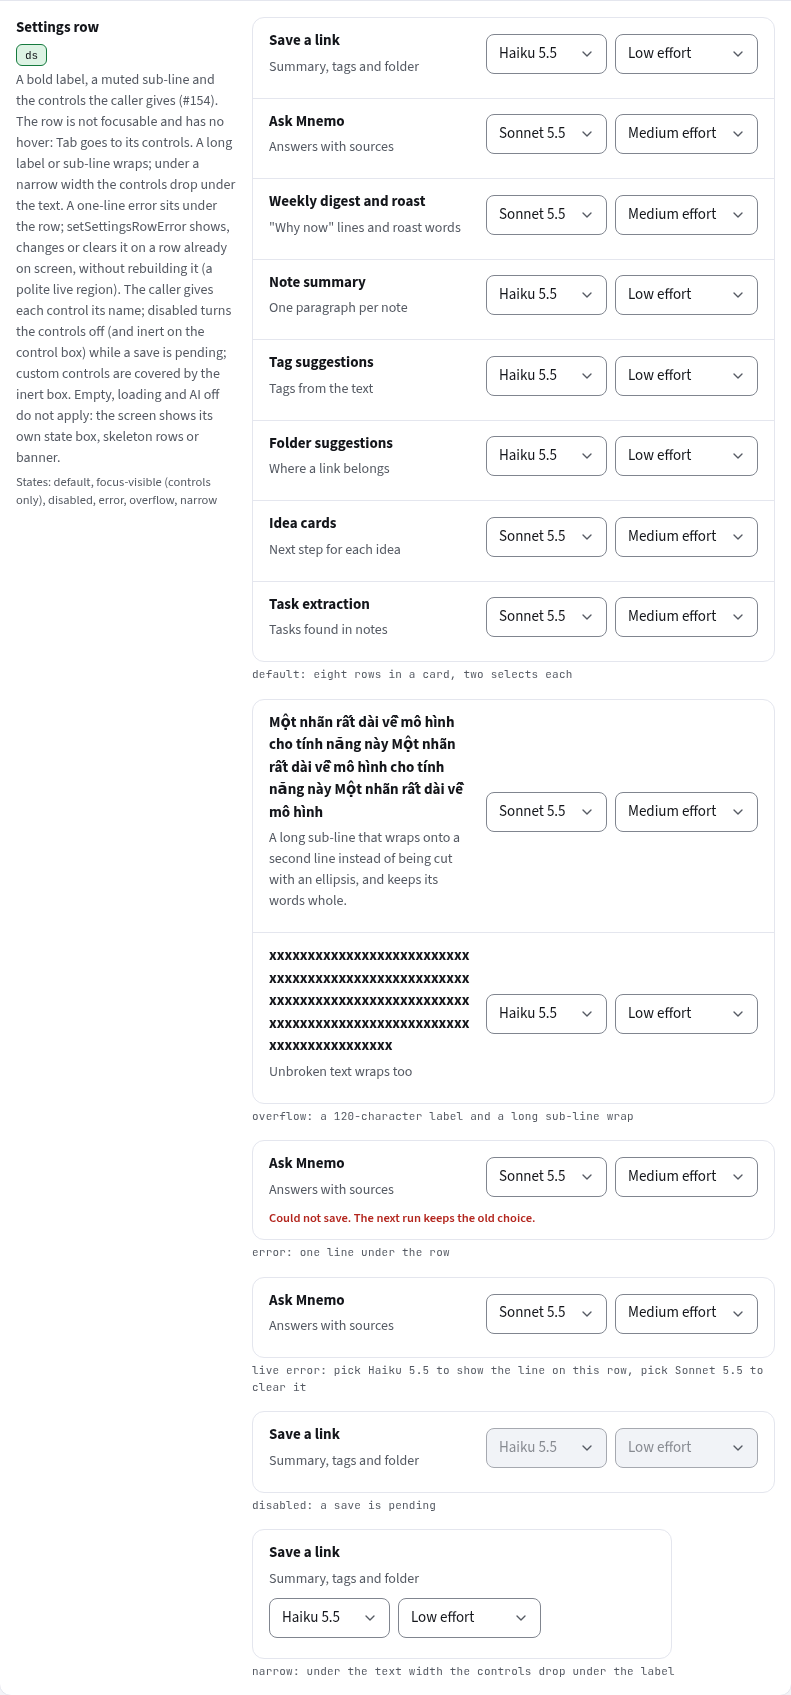 Settings row
ds
A bold label, a muted sub-line and
the controls the caller gives (#154).
The row is not focusable and has no
hover: Tab goes to its controls. A long
label or sub-line wraps; under a
narrow width the controls drop under
the text. A one-line error sits under
the row; setSettingsRowError shows,
changes or clears it on a row already
on screen, without rebuilding it (a
polite live region). The caller gives
each control its name; disabled turns
the controls off (and inert on the
control box) while a save is pending;
custom controls are covered by the
inert box. Empty, loading and AI off
do not apply: the screen shows its
own state box, skeleton rows or
banner.
States: default, focus-visible (controls
only), disabled, error, overflow, narrow
Save a link
Summary, tags and folder
Haiku 5.5
Low effort
Ask Mnemo
Answers with sources
Sonnet 5.5
Medium effort
Weekly digest and roast
"Why now" lines and roast words
Sonnet 5.5
Medium effort
Note summary
One paragraph per note
Haiku 5.5
Low effort
Tag suggestions
Tags from the text
Haiku 5.5
Low effort
Folder suggestions
Where a link belongs
Haiku 5.5
Low effort
Idea cards
Next step for each idea
Sonnet 5.5
Medium effort
Task extraction
Tasks found in notes
Sonnet 5.5
Medium effort
default: eight rows in a card, two selects each
Một nhãn rất dài về mô hình
cho tính năng này Một nhãn
rất dài về mô hình cho tính
năng này Một nhãn rất dài về
mô hình
A long sub-line that wraps onto a
second line instead of being cut
with an ellipsis, and keeps its
words whole.
Sonnet 5.5
Medium effort
xxxxxxxxxxxxxxxxxxxxxxxxxx
xxxxxxxxxxxxxxxxxxxxxxxxxx
xxxxxxxxxxxxxxxxxxxxxxxxxx
xxxxxxxxxxxxxxxxxxxxxxxxxx
xxxxxxxxxxxxxxxx
Unbroken text wraps too
Haiku 5.5
Low effort
overflow: a 120-character label and a long sub-line wrap
Ask Mnemo
Answers with sources
Sonnet 5.5
Medium effort
Could not save. The next run keeps the old choice.
error: one line under the row
Ask Mnemo
Answers with sources
Sonnet 5.5
Medium effort
live error: pick Haiku 5.5 to show the line on this row, pick Sonnet 5.5 to
clear it
Save a link
Summary, tags and folder
Haiku 5.5
Low effort
disabled: a save is pending
Save a link
Summary, tags and folder
Haiku 5.5
Low effort
narrow: under the text width the controls drop under the label